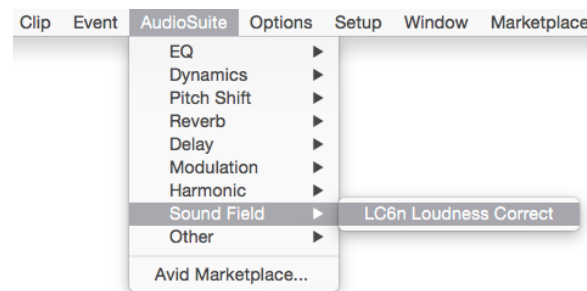 Clip Event AudioSuite Options Setup Window Marketplace
EQ
Dynamics
Pitch Shift
Reverb
Delay
Modulation
Harmonic
Sound Field LC6n Loudness Correct
Other
Avid Marketplace...